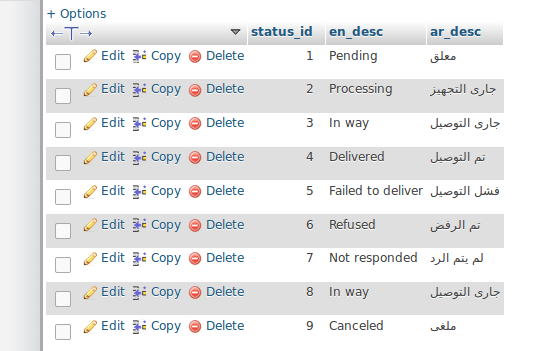 + Options
status_id en_desc ar_desc
Edit Copy Delete 1 Pending معلق
Edit Copy Delete 2 Processing جارى التجهيز
Edit Copy Delete 3 In way جارى التوصيل
Edit Copy Delete 4 Delivered تم التوصيل
Edit Copy Delete 5 Failed to deliver فشل التوصيل
Edit Copy Delete 6 Refused تم الرفض
Edit Copy Delete 7 Not responded لم يتم الرد
Edit Copy Delete 8 In way جارى التوصيل
Edit Copy Delete 9 Canceled ملغى